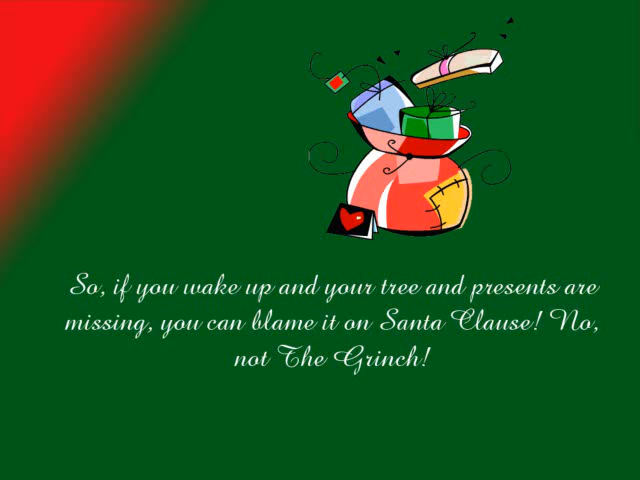 So, if you wake up and your tree and presents are
missing, you can blame it on Santa Clause! No,
not The Grinch!